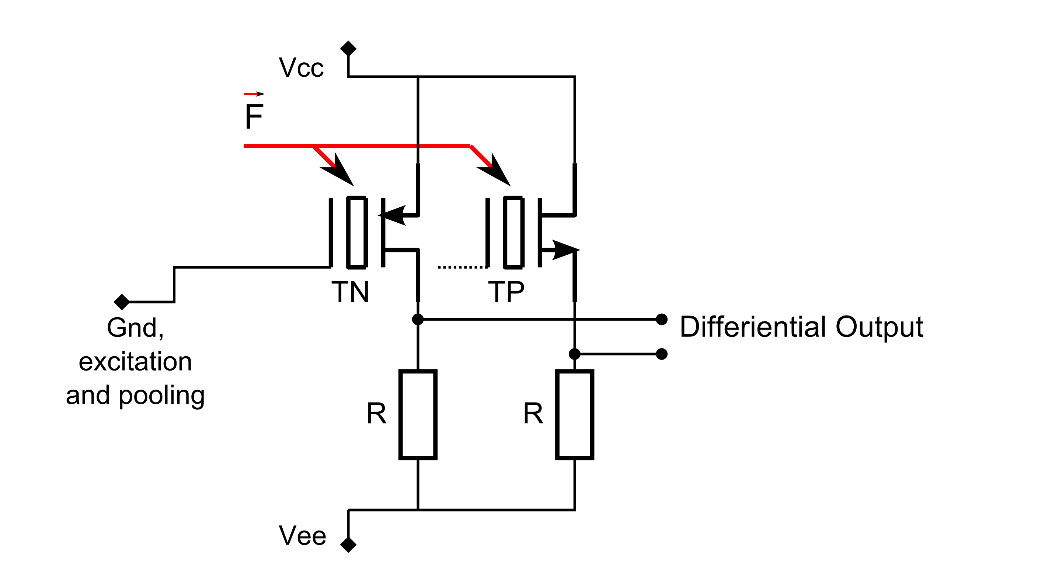 Vcc
F
TN
TP
Gnd,
excitation
and pooling
Differiential Output
R
R
Vee